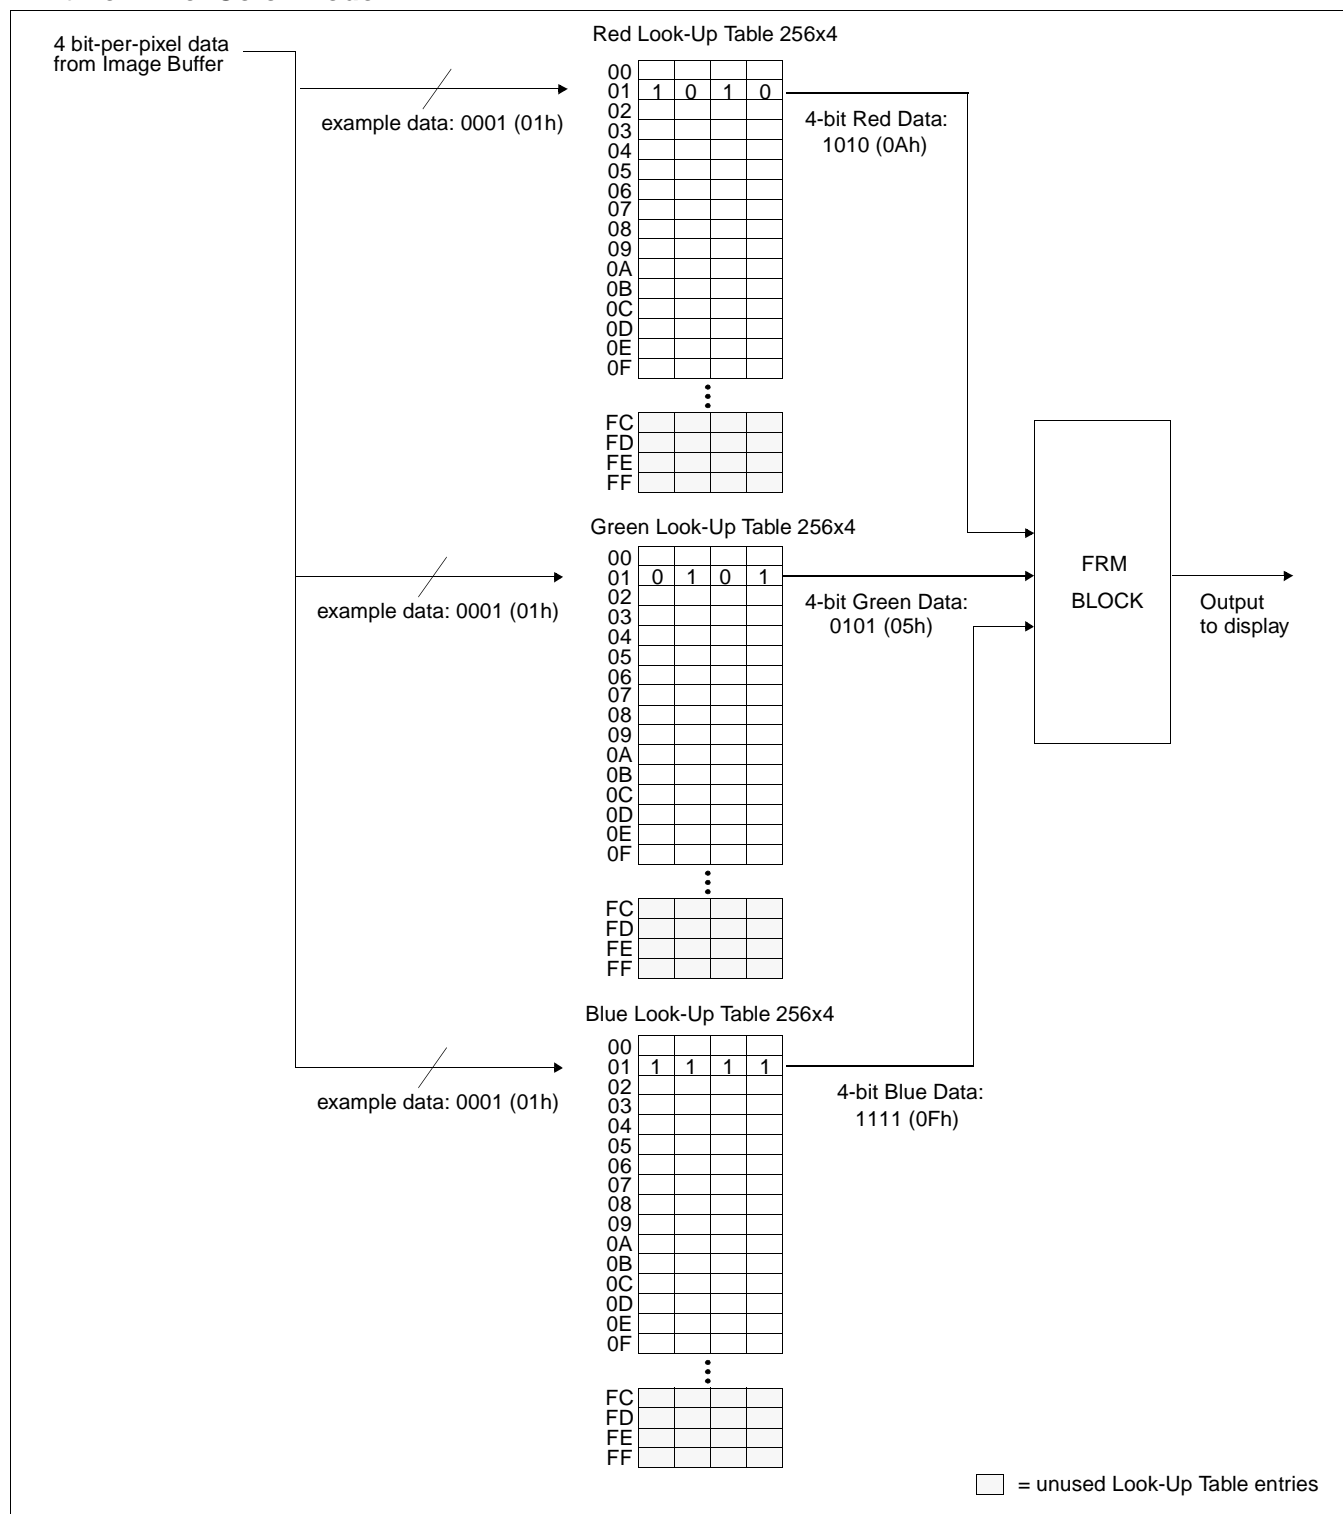 4 bit-per-pixel data
from Image Buffer
Red Look-Up Table 256x4
00
01 1 0 1 0
02
03
04
05
06
07
08
09
0A
0B
0C
0D
0E
0F
FC
FD
FE
FF
example data: 0001 (01h)
4-bit Red Data:
1010 (0Ah)
Green Look-Up Table 256x4
00
01 0 1 0 1
02
03
04
05
06
07
08
09
0A
0B
0C
0D
0E
0F
FC
FD
FE
FF
example data: 0001 (01h)
4-bit Green Data:
0101 (05h)
FRM
BLOCK
Output
to display
Blue Look-Up Table 256x4
00
01 1 1 1 1
02
03
04
05
06
07
08
09
0A
0B
0C
0D
0E
0F
FC
FD
FE
FF
example data: 0001 (01h)
4-bit Blue Data:
1111 (0Fh)
= unused Look-Up Table entries